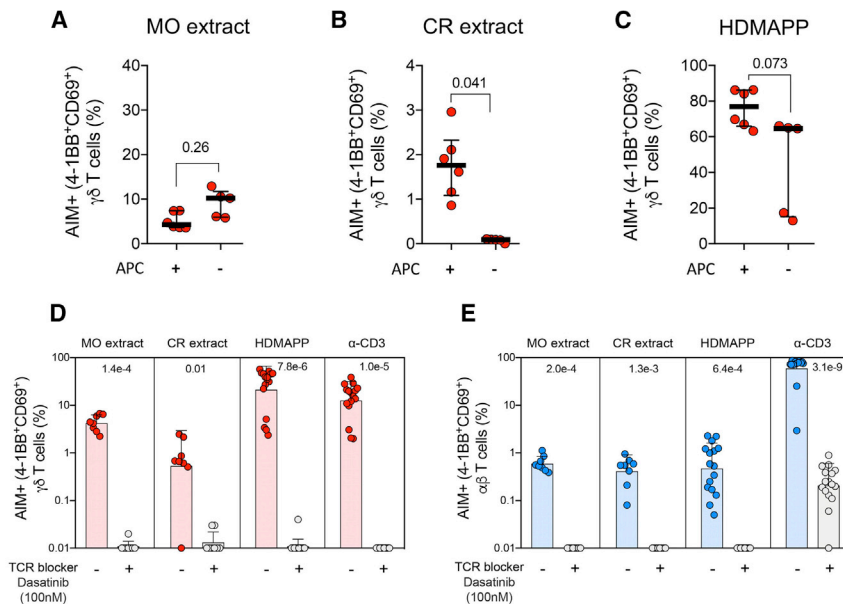 A
MO extract
AIM+ (4-1BB⁺CD69⁺)
γδ T cells (%)
40
30
20
10
0
0.26
APC
+
-
B
CR extract
AIM+ (4-1BB⁺CD69⁺)
γδ T cells (%)
4
3
2
1
0
0.041
APC
+
-
C
HDMAPP
AIM+ (4-1BB⁺CD69⁺)
γδ T cells (%)
100
80
60
40
20
0
0.073
APC
+
-
D
MO extract
CR extract
HDMAPP
α-CD3
1.4e-4
0.01
7.8e-6
1.0e-5
AIM+ (4-1BB⁺CD69⁺)
γδ T cells (%)
100
10
1
0.1
0.01
TCR blocker
Dasatinib
(100nM)
- + - + - + - +
E
MO extract
CR extract
HDMAPP
α-CD3
2.0e-4
1.3e-3
6.4e-4
3.1e-9
AIM+ (4-1BB⁺CD69⁺)
αβ T cells (%)
100
10
1
0.1
0.01
TCR blocker
Dasatinib
(100nM)
- + - + - + - +